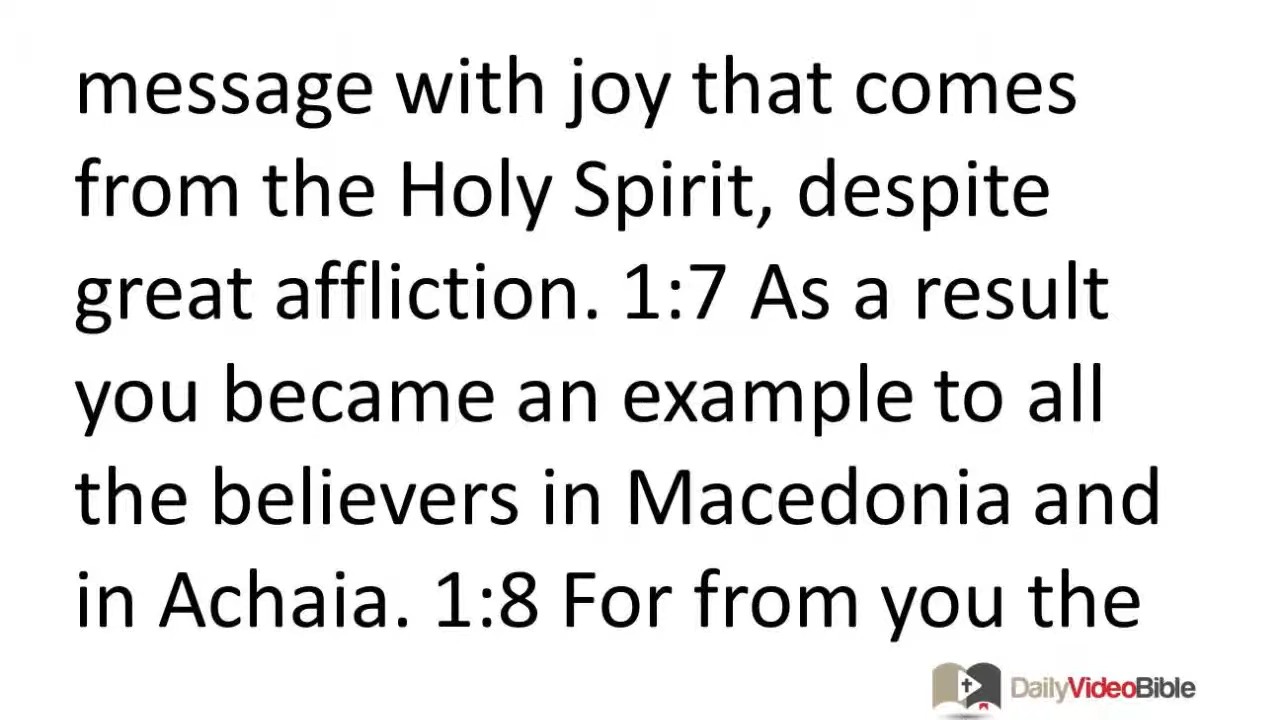 message with joy that comes
from the Holy Spirit, despite
great affliction. 1:7 As a result
you became an example to all
the believers in Macedonia and
in Achaia. 1:8 For from you the
DailyVideoBible